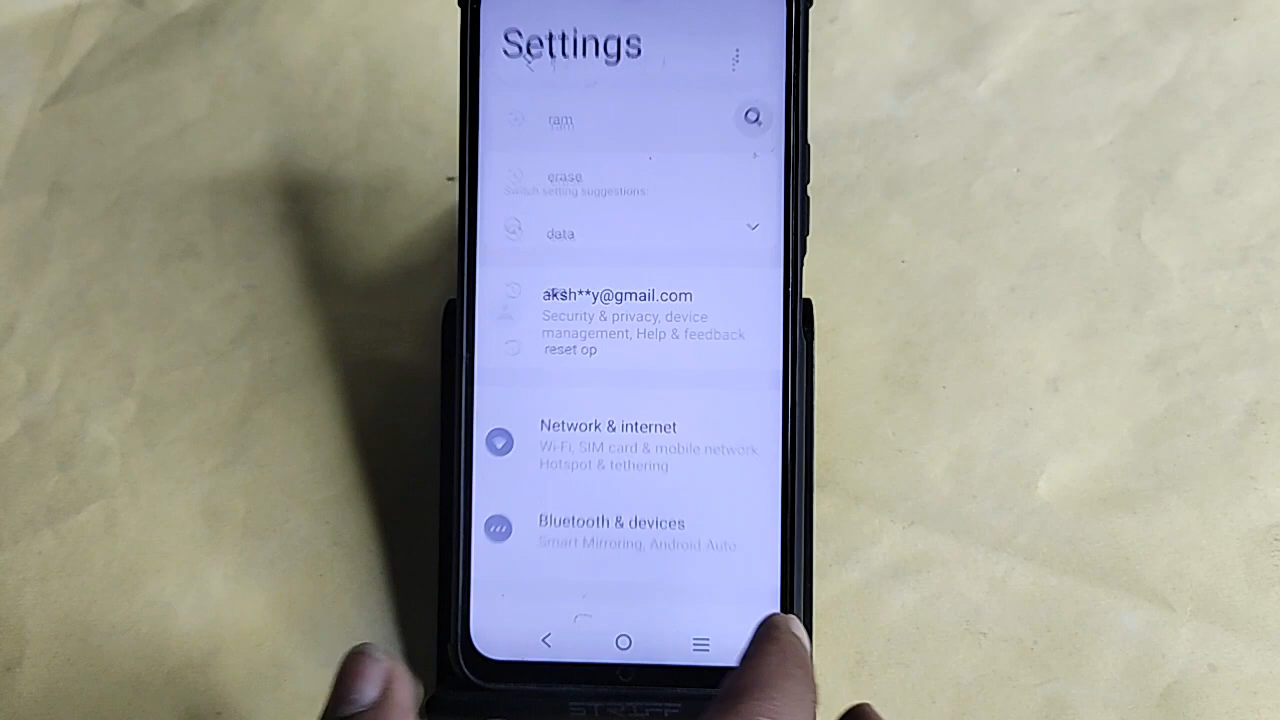 Settings
ram
erase
Switch setting suggestions.
data
aksh**y@gmail.com
Security & privacy, device
management, Help & feedback
reset op
Network & internet
Wi-Fi, SIM card & mobile network
Hotspot & tethering
Bluetooth & devices
Smart Mirroring, Android Auto
STRIFF